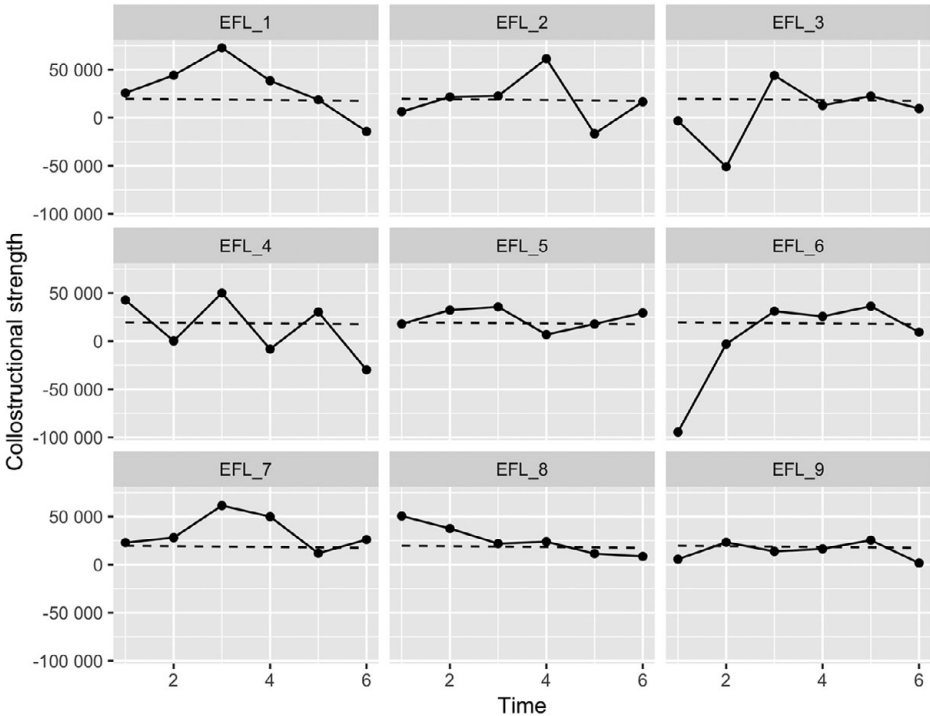 EFL_1 EFL_2 EFL_3
50 000
0
-50 000
-100 000
EFL_4 EFL_5 EFL_6
50 000
0
-50 000
-100 000
EFL_7 EFL_8 EFL_9
50 000
0
-50 000
-100 000
2 4 6 2 4 6 2 4 6
Time
Collostructional strength